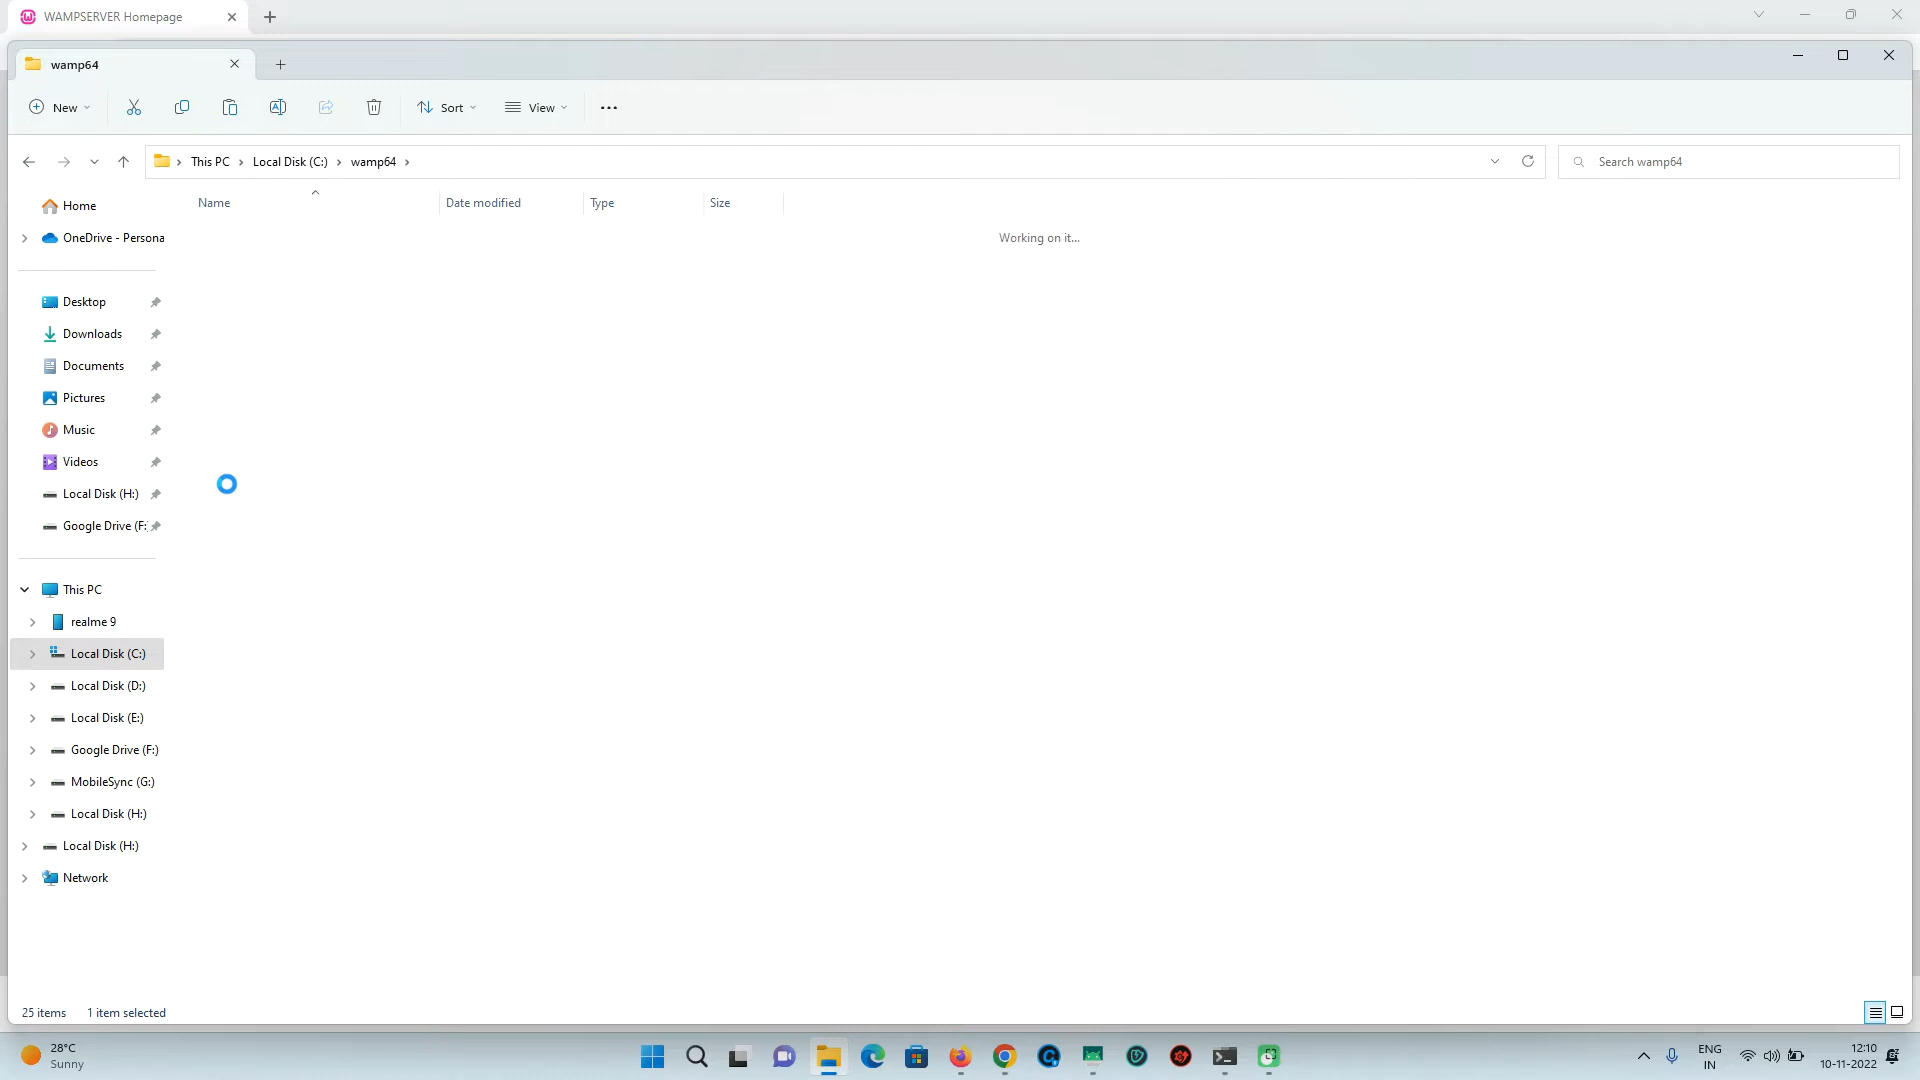 WAMPSERVER Homepage
wamp64
New
Sort
View
This PC
Local Disk (C:)
wamp64
Search wamp64
Name
Date modified
Type
Size
Working on it...
Home
OneDrive - Persona
Desktop
Downloads
Documents
Pictures
Music
Videos
Local Disk (H:)
Google Drive (F:
This PC
realme 9
Local Disk (C:)
Local Disk (D:)
Local Disk (E:)
Google Drive (F:)
MobileSync (G:)
Local Disk (H:)
Local Disk (H:)
Network
25 items
1 item selected
28°C
Sunny
ENG
IN
12:10
10-11-2022